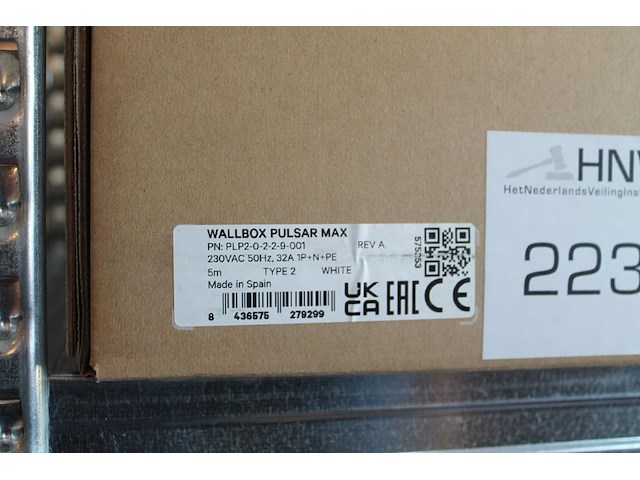 WALLBOX PULSAR MAX
PN: PLP2-0-2-2-9-001 REV A
230VAC 50Hz, 32A 1P+N+PE
5m TYPE 2 WHITE
Made in Spain
8 436575 279299
UK CA EAC CE
575353
HNV
HetNederlandsVeilingInst
223